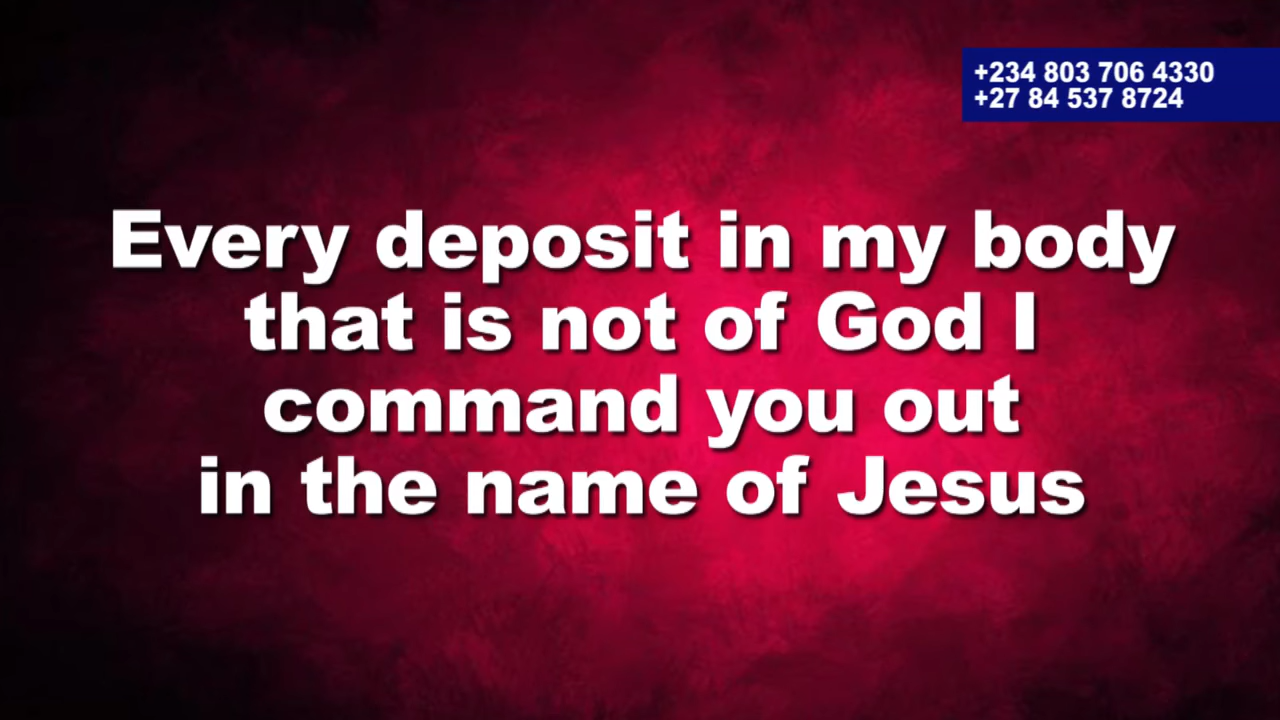 +234 803 706 4330
+27 84 537 8724
Every deposit in my body
that is not of God I
command you out
in the name of Jesus